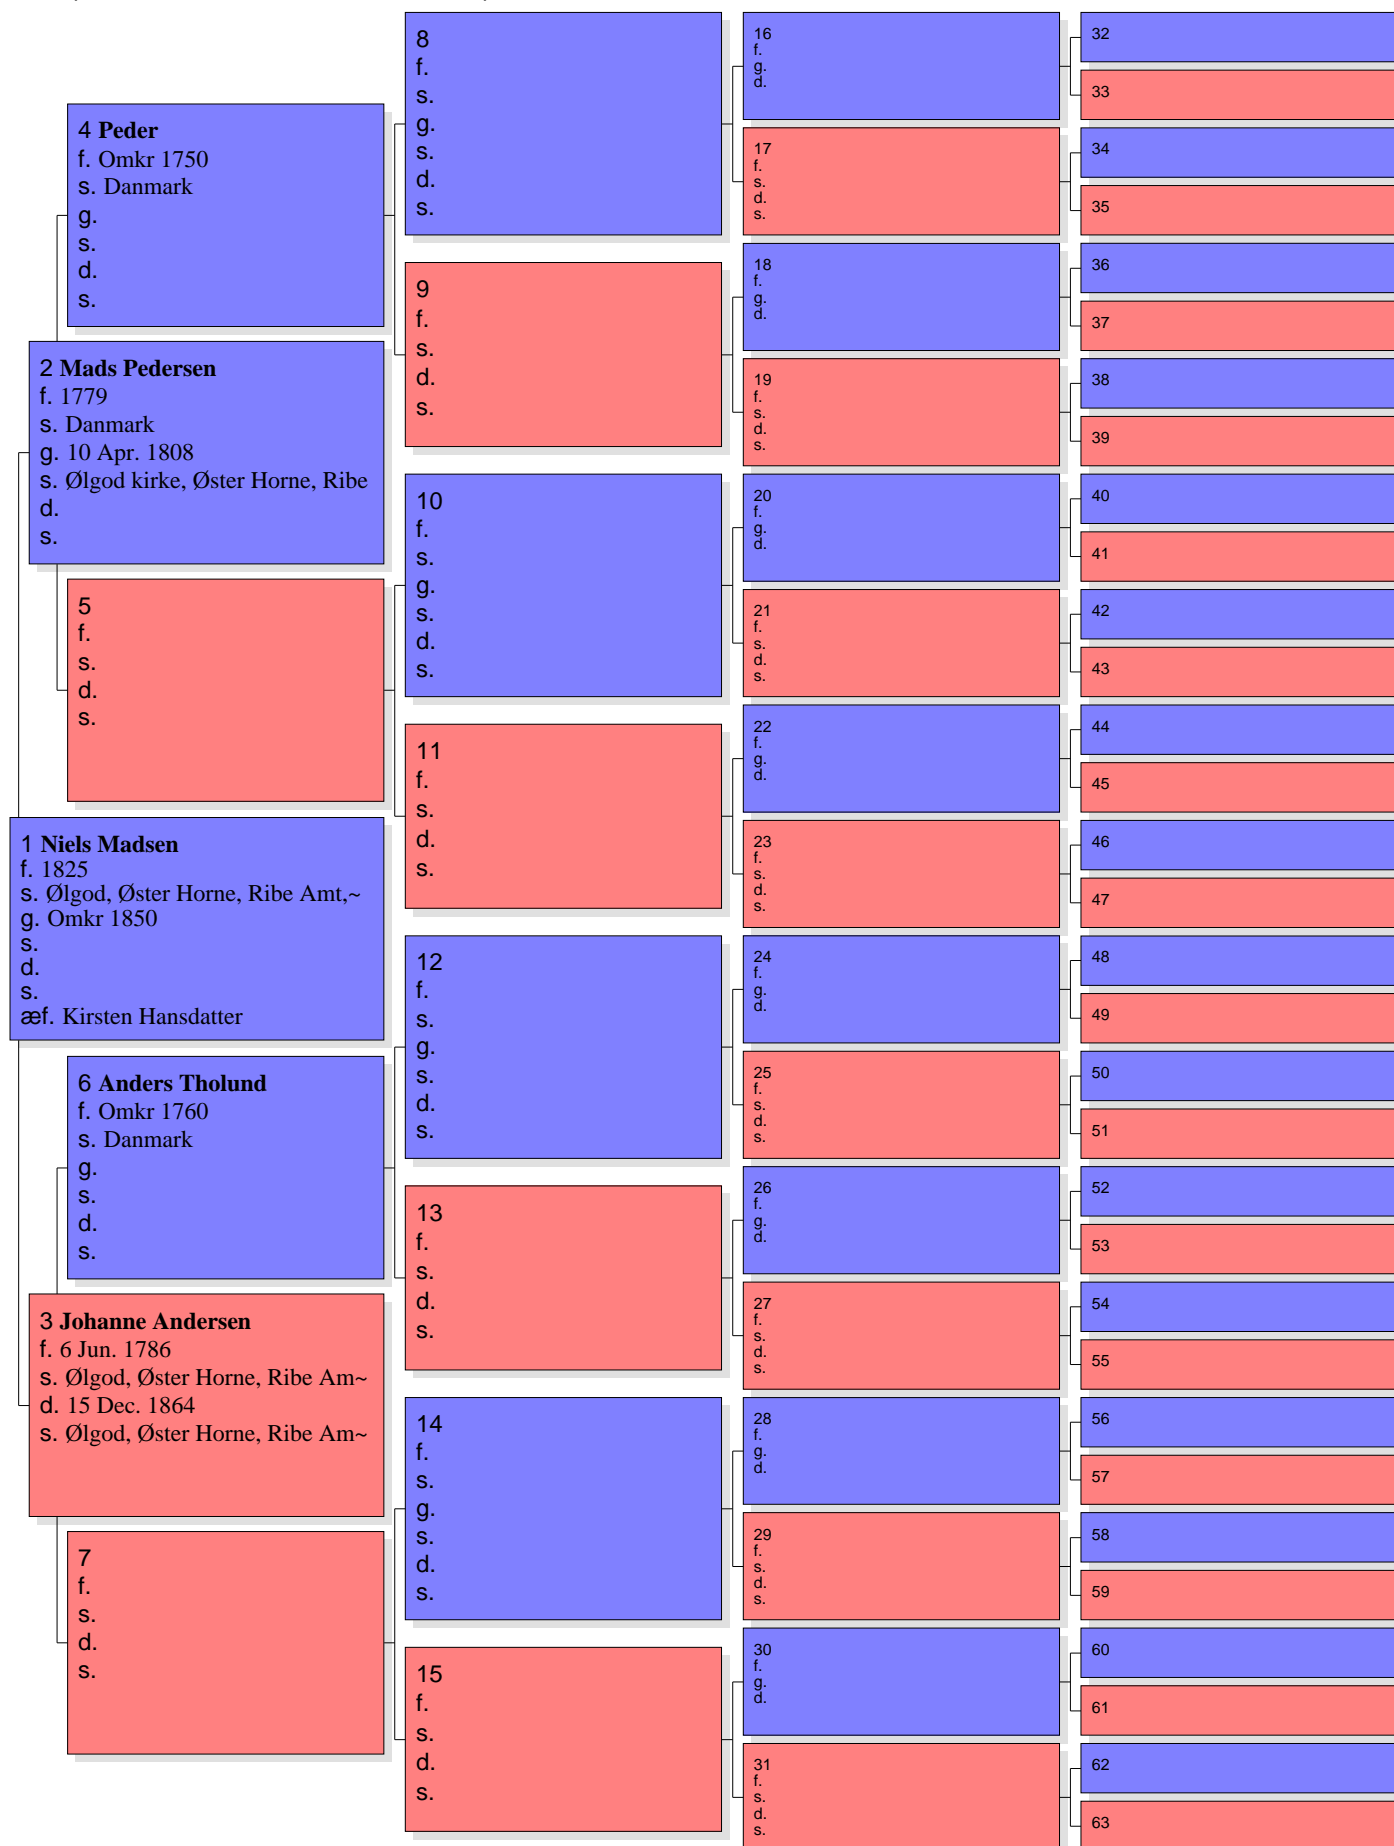 4 Peder
f. Omkr 1750
s. Danmark
g.
s.
d.
s.
2 Mads Pedersen
f. 1779
s. Danmark
g. 10 Apr. 1808
s. Ølgod kirke, Øster Horne, Ribe
d.
s.
5
f.
s.
d.
s.
1 Niels Madsen
f. 1825
s. Ølgod, Øster Horne, Ribe Amt,~
g. Omkr 1850
s.
d.
s.
æf. Kirsten Hansdatter
6 Anders Tholund
f. Omkr 1760
s. Danmark
g.
s.
d.
s.
3 Johanne Andersen
f. 6 Jun. 1786
s. Ølgod, Øster Horne, Ribe Am~
d. 15 Dec. 1864
s. Ølgod, Øster Horne, Ribe Am~
7
f.
s.
d.
s.
8
f.
s.
g.
s.
d.
s.
9
f.
s.
d.
s.
10
f.
s.
g.
s.
d.
s.
11
f.
s.
d.
s.
12
f.
s.
g.
s.
d.
s.
13
f.
s.
d.
s.
14
f.
s.
g.
s.
d.
s.
15
f.
s.
d.
s.
16
f.
g.
d.
17
f.
s.
d.
s.
18
f.
g.
d.
19
f.
s.
d.
s.
20
f.
g.
d.
21
f.
s.
d.
s.
22
f.
g.
d.
23
f.
s.
d.
s.
24
f.
g.
d.
25
f.
s.
d.
s.
26
f.
g.
d.
27
f.
s.
d.
s.
28
f.
g.
d.
29
f.
s.
d.
s.
30
f.
g.
d.
31
f.
s.
d.
s.
32
33
34
35
36
37
38
39
40
41
42
43
44
45
46
47
48
49
50
51
52
53
54
55
56
57
58
59
60
61
62
63